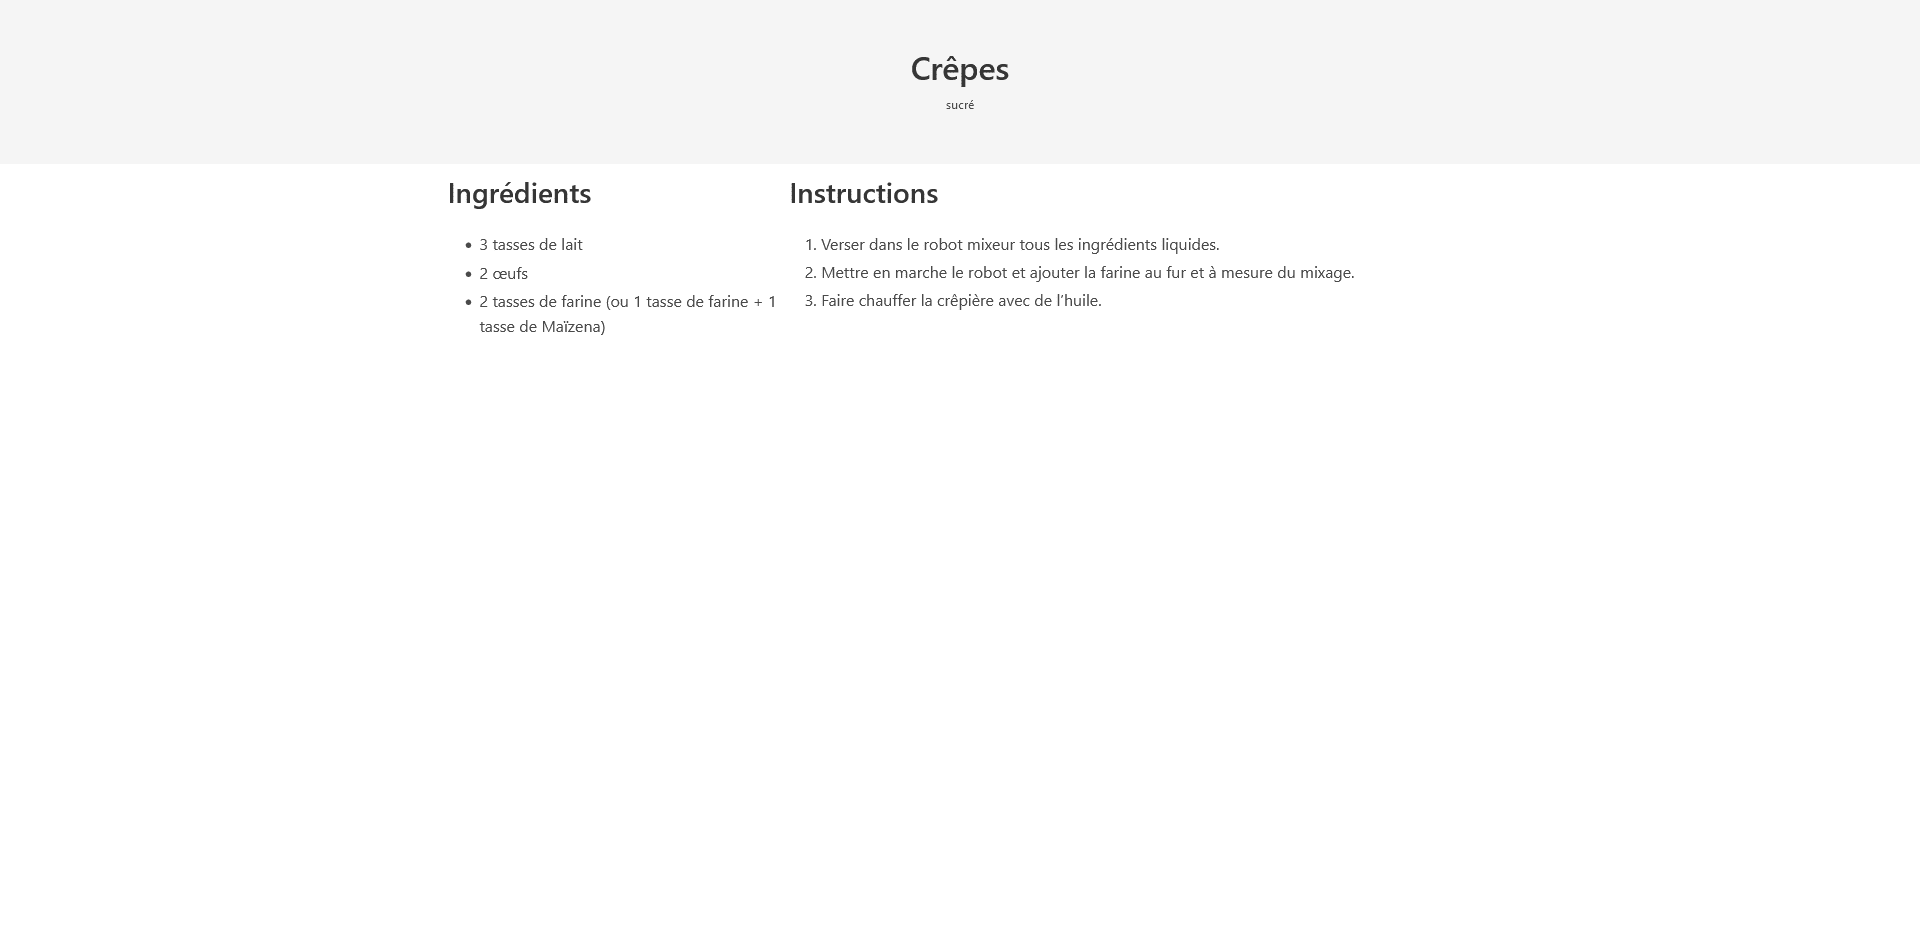 Crêpes
sucré
Ingrédients
3 tasses de lait
2 œufs
2 tasses de farine (ou 1 tasse de farine + 1
tasse de Maïzena)
Instructions
1. Verser dans le robot mixeur tous les ingrédients liquides.
2. Mettre en marche le robot et ajouter la farine au fur et à mesure du mixage.
3. Faire chauffer la crêpière avec de l’huile.